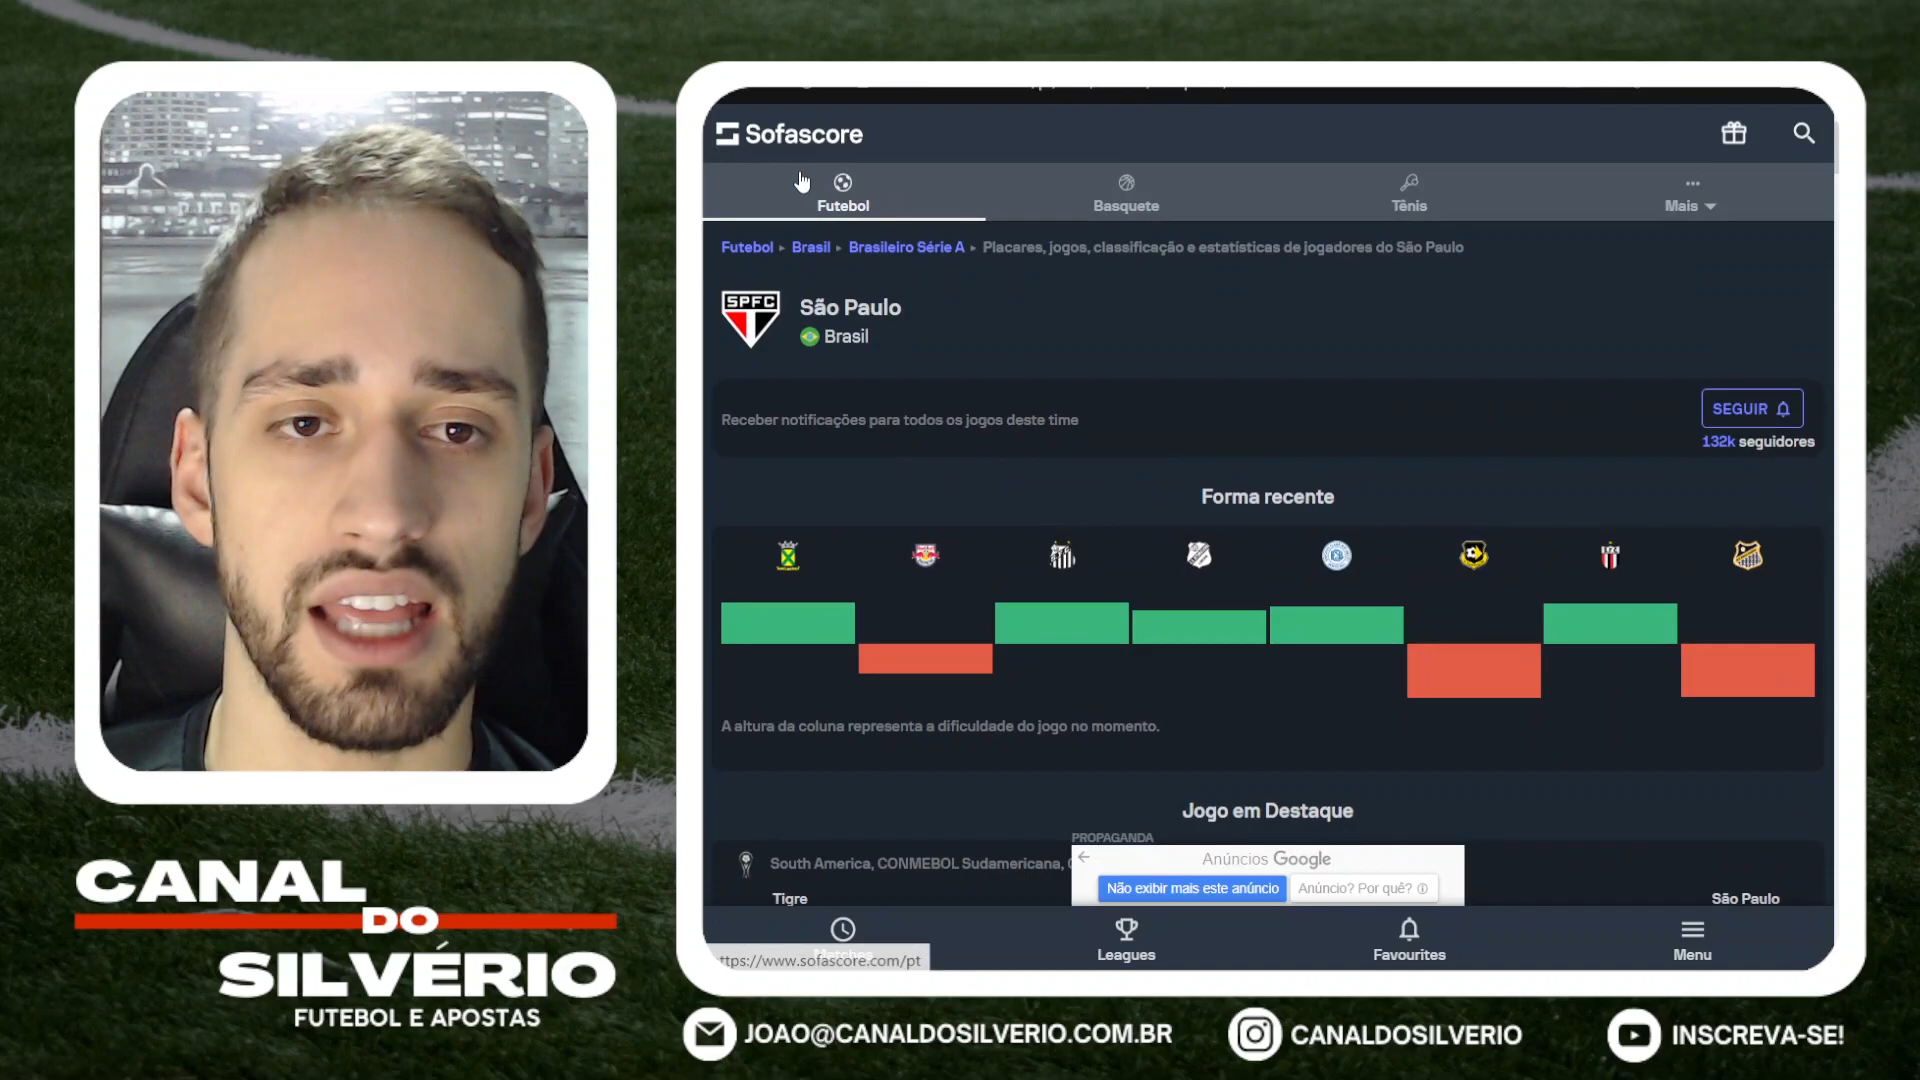 Sofascore
Futebol
Basquete
Tênis
Mais
Futebol ▸ Brasil ▸ Brasileiro Série A ▸ Placares, jogos, classificação e estatísticas de jogadores do São Paulo
SPFC
São Paulo
Brasil
Receber notificações para todos os jogos deste time
SEGUIR
132k seguidores
Forma recente
A altura da coluna representa a dificuldade do jogo no momento.
Jogo em Destaque
PROPAGANDA
South America, CONMEBOL Sudamericana,
Anúncios Google
Não exibir mais este anúncio
Anúncio? Por quê?
Tigre
São Paulo
Leagues
Favourites
Menu
ttps://www.sofascore.com/pt
CANAL
DO
SILVÉRIO
FUTEBOL E APOSTAS
JOAO@CANALDOSILVERIO.COM.BR
CANALDOSILVERIO
INSCREVA-SE!